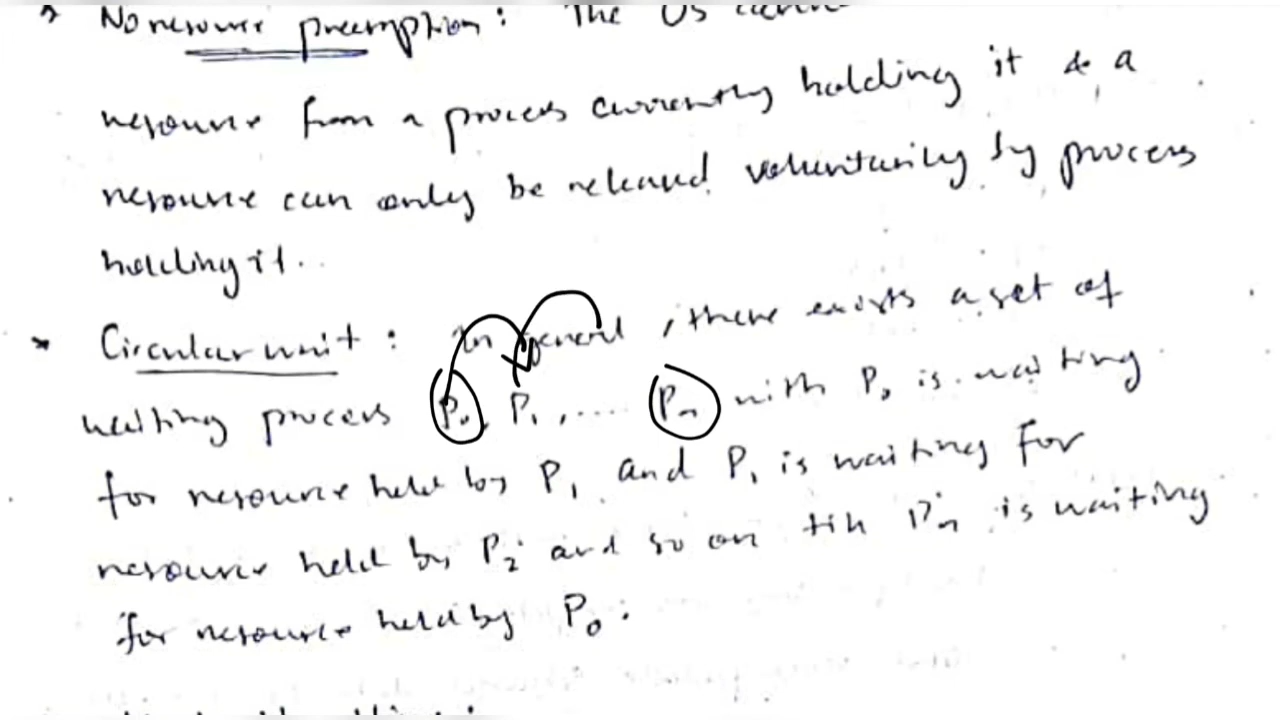 No resource preemption : The OS
resource from a process currently holding it & a
resource can only be released voluntarily by process
holding it.
* Circular wait : In general, there exists a set of
waiting process P0, P1, .... Pn with P0 is waiting
for resource held by P1 and P1 is waiting for
resource held by P2 and so on till Pn is waiting
for resource held by P0.